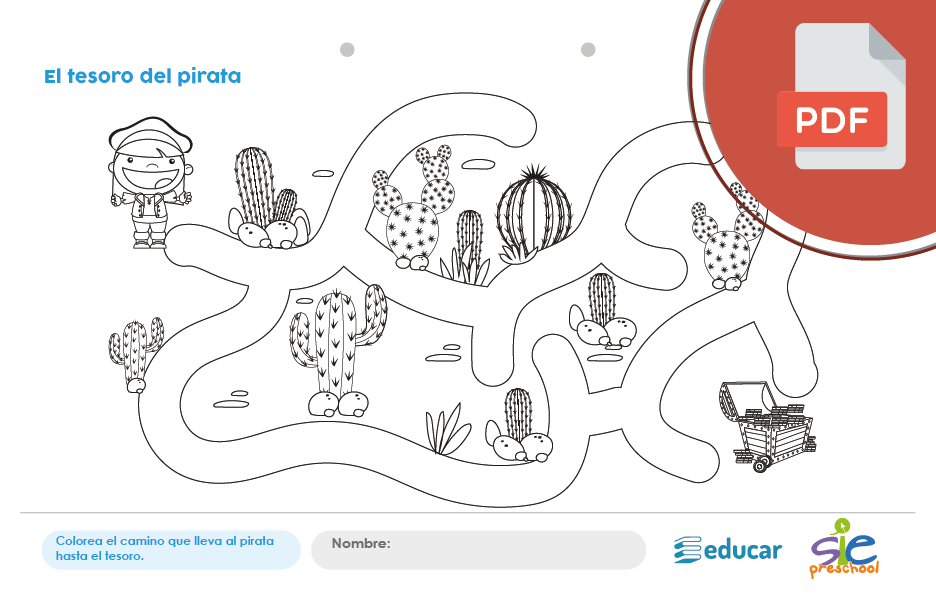 El tesoro del pirata
PDF
Colorea el camino que lleva al pirata
hasta el tesoro.
Nombre:
educar
sie
preschool